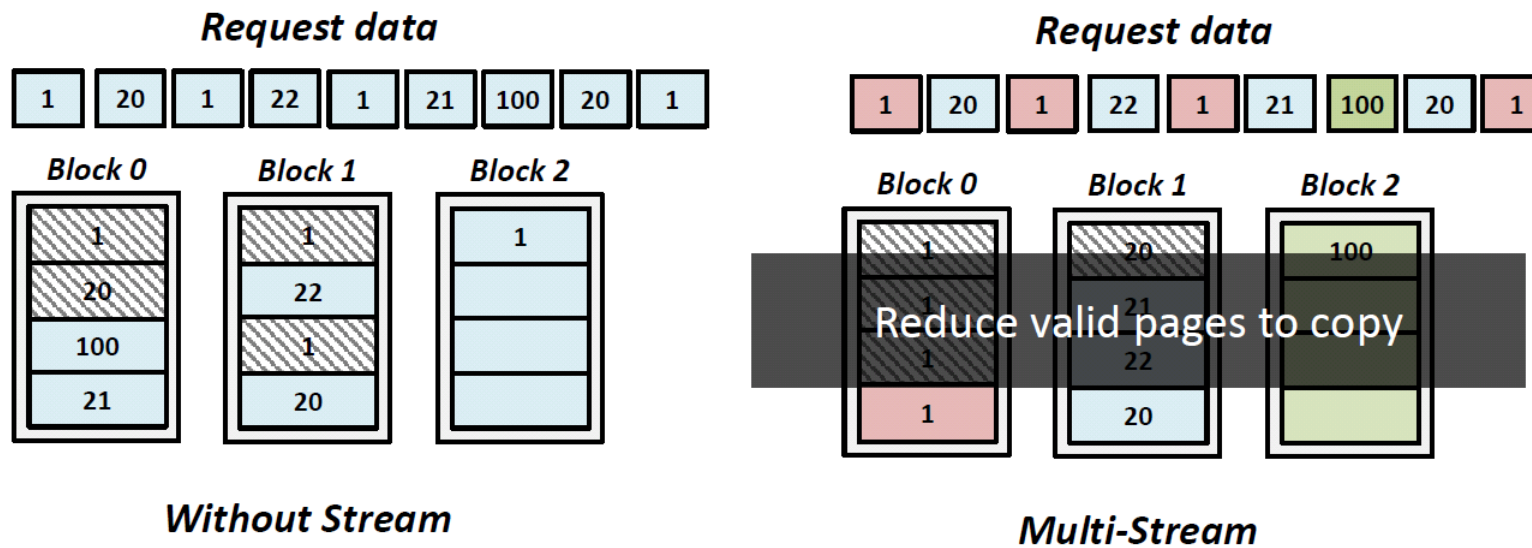 Request data
1 20 1 22 1 21 100 20 1
Block 0 Block 1 Block 2
1 1 1
20 22
100 1
21 20
Without Stream
Request data
1 20 1 22 1 21 100 20 1
Block 0 Block 1 Block 2
1 20 100
1 21
Reduce valid pages to copy
1 22
1 20
Multi-Stream